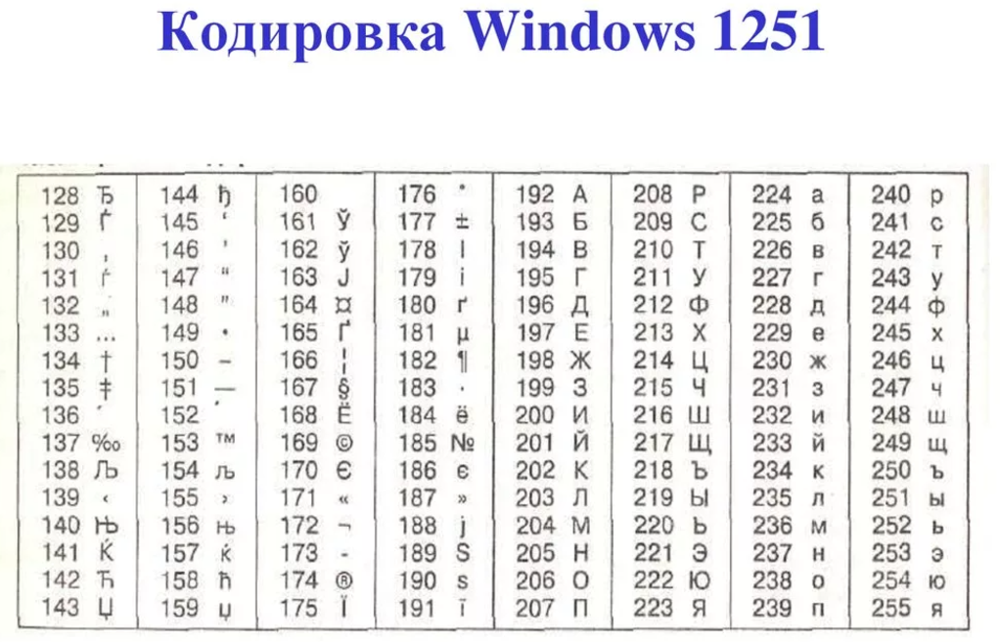 Кодировка Windows 1251
128 Ђ 144 ђ 160 176 ° 192 А 208 Р 224 а 240 р
129 Ѓ 145 ‘ 161 Ў 177 ± 193 Б 209 С 225 б 241 с
130 ‚ 146 ’ 162 ў 178 І 194 В 210 Т 226 в 242 т
131 ѓ 147 “ 163 Ј 179 і 195 Г 211 У 227 г 243 у
132 „ 148 ” 164 ¤ 180 ґ 196 Д 212 Ф 228 д 244 ф
133 … 149 • 165 Ґ 181 µ 197 Е 213 Х 229 е 245 х
134 † 150 – 166 ¦ 182 ¶ 198 Ж 214 Ц 230 ж 246 ц
135 ‡ 151 — 167 § 183 · 199 З 215 Ч 231 з 247 ч
136 152 168 Ё 184 ё 200 И 216 Ш 232 и 248 ш
137 ‰ 153 ™ 169 © 185 № 201 Й 217 Щ 233 й 249 щ
138 Љ 154 љ 170 Є 186 є 202 К 218 Ъ 234 к 250 ъ
139 ‹ 155 › 171 « 187 » 203 Л 219 Ы 235 л 251 ы
140 Њ 156 њ 172 ¬ 188 ј 204 М 220 Ь 236 м 252 ь
141 Ќ 157 ќ 173 - 189 Ѕ 205 Н 221 Э 237 н 253 э
142 Ћ 158 ћ 174 ® 190 ѕ 206 О 222 Ю 238 о 254 ю
143 Џ 159 џ 175 Ї 191 ї 207 П 223 Я 239 п 255 я